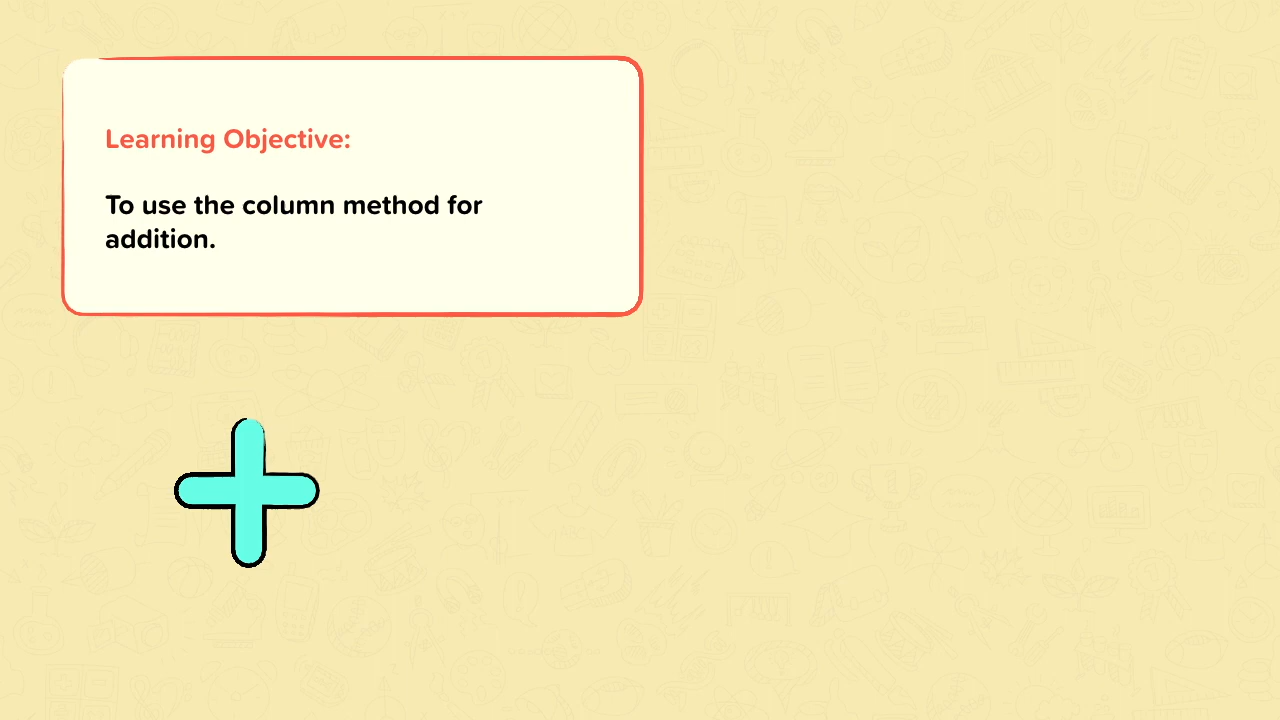 Learning Objective:
To use the column method for
addition.